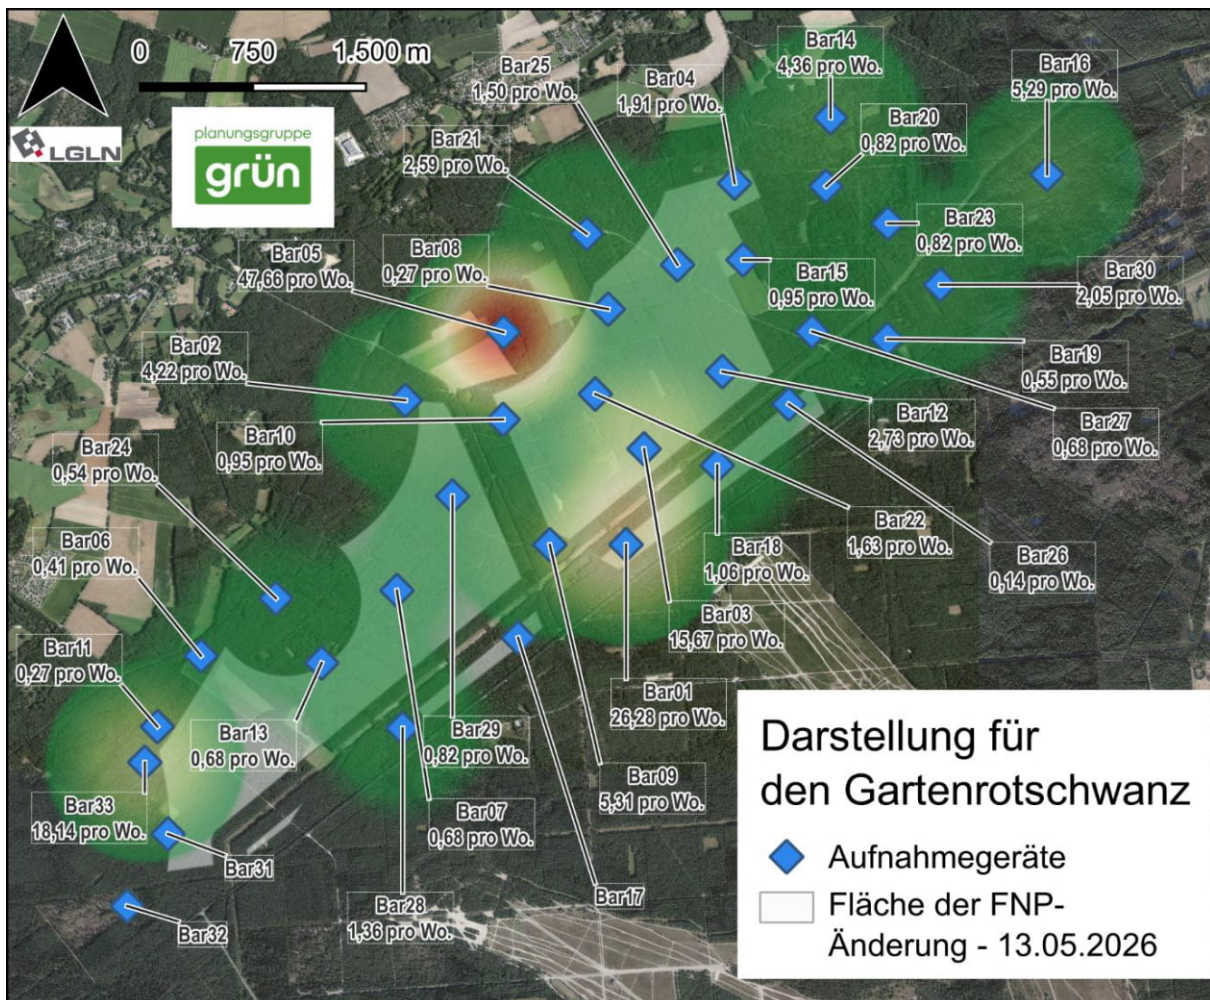 0 750 1.500 m
LGLN
planungsgruppe
grün
Bar14
4,36 pro Wo.
Bar25
1,50 pro Wo.
Bar04
1,91 pro Wo.
Bar16
5,29 pro Wo.
Bar20
0,82 pro Wo.
Bar21
2,59 pro Wo.
Bar23
0,82 pro Wo.
Bar05
47,66 pro Wo.
Bar08
0,27 pro Wo.
Bar15
0,95 pro Wo.
Bar30
2,05 pro Wo.
Bar02
4,22 pro Wo.
Bar19
0,55 pro Wo.
Bar12
2,73 pro Wo.
Bar27
0,68 pro Wo.
Bar10
0,95 pro Wo.
Bar24
0,54 pro Wo.
Bar22
1,63 pro Wo.
Bar06
0,41 pro Wo.
Bar18
1,06 pro Wo.
Bar26
0,14 pro Wo.
Bar03
15,67 pro Wo.
Bar11
0,27 pro Wo.
Bar01
26,28 pro Wo.
Bar13
0,68 pro Wo.
Bar29
0,82 pro Wo.
Bar09
5,31 pro Wo.
Bar33
18,14 pro Wo.
Bar07
0,68 pro Wo.
Bar31
Bar17
Bar28
1,36 pro Wo.
Bar32
Darstellung für
den Gartenrotschwanz
Aufnahmegeräte
Fläche der FNP-
Änderung - 13.05.2026